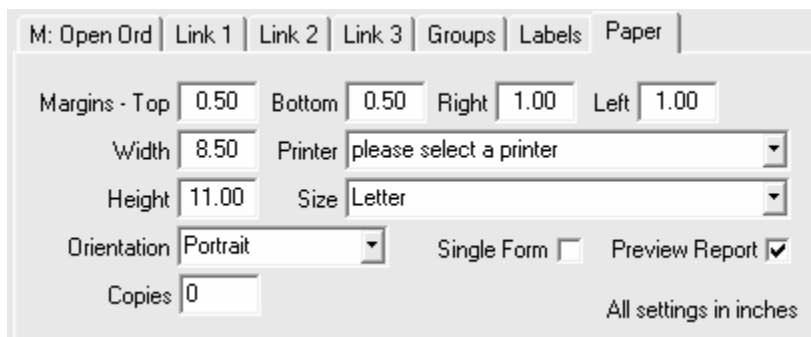 M: Open Ord Link 1 Link 2 Link 3 Groups Labels Paper
Margins - Top 0.50 Bottom 0.50 Right 1.00 Left 1.00
Width 8.50 Printer please select a printer
Height 11.00 Size Letter
Orientation Portrait Single Form Preview Report
Copies 0
All settings in inches